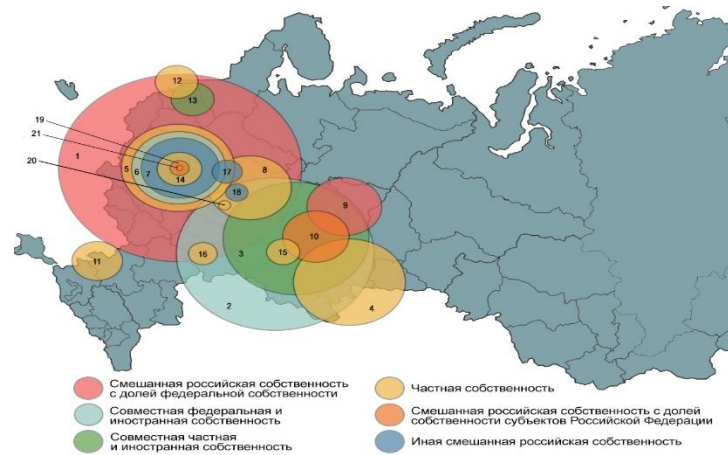 12
13
19
21
1
5
6
7
14
17
8
20
18
9
10
11
16
3
15
2
4
Смешанная российская собственность
с долей федеральной собственности
Совместная федеральная и
иностранная собственность
Совместная частная
и иностранная собственность
Частная собственность
Смешанная российская собственность с долей
собственности субъектов Российской Федерации
Иная смешанная российская собственность